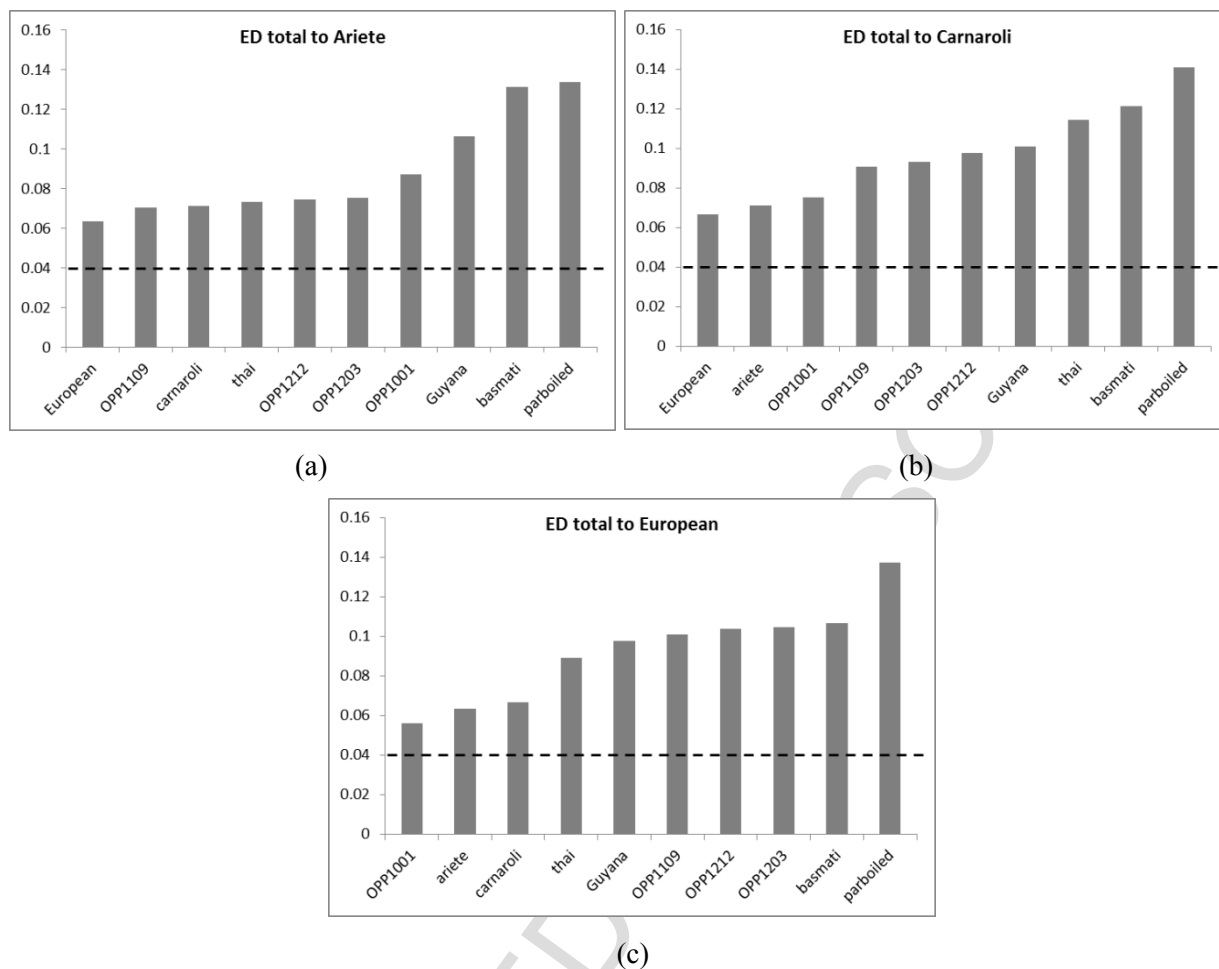 ED total to Ariete
0.16
0.14
0.12
0.1
0.08
0.06
0.04
0.02
0
European
OPP1109
carnaroli
thai
OPP1212
OPP1203
OPP1001
Guyana
basmati
parboiled
(a)
ED total to Carnaroli
0.16
0.14
0.12
0.1
0.08
0.06
0.04
0.02
0
European
ariete
OPP1001
OPP1109
OPP1203
OPP1212
Guyana
thai
basmati
parboiled
(b)
ED total to European
0.16
0.14
0.12
0.1
0.08
0.06
0.04
0.02
0
OPP1001
ariete
carnaroli
thai
Guyana
OPP1109
OPP1212
OPP1203
basmati
parboiled
(c)